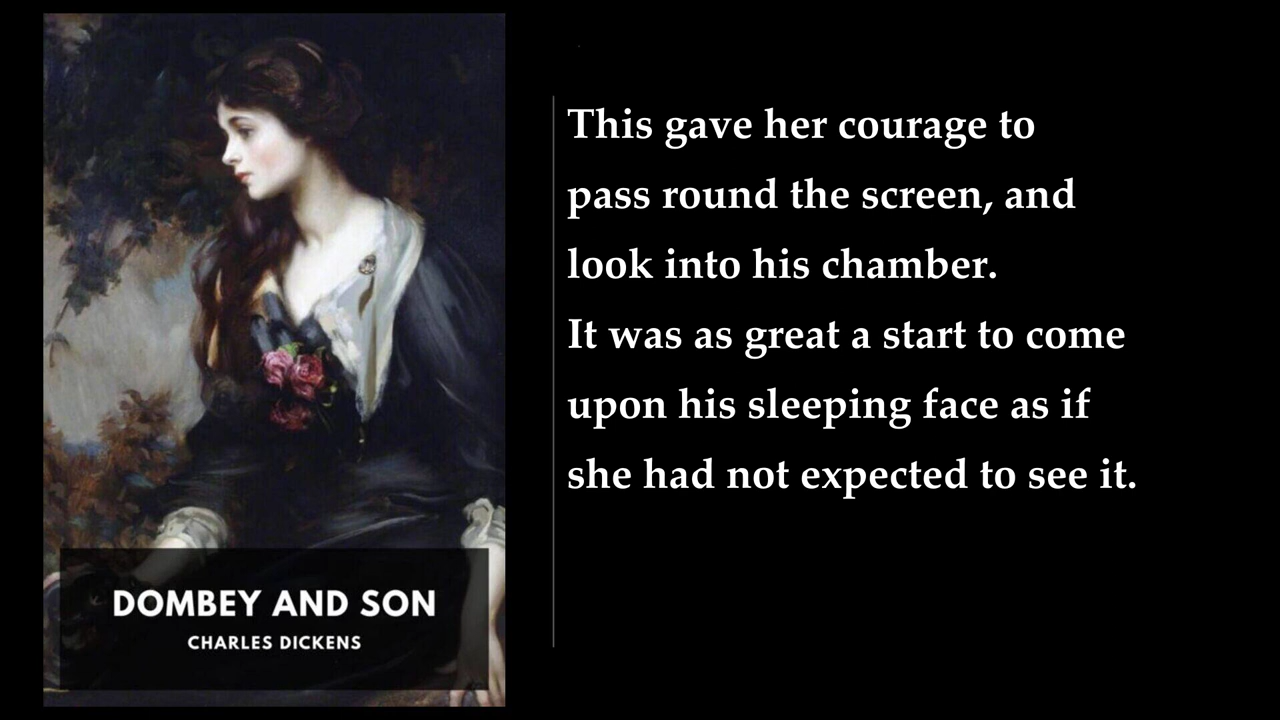 DOMBEY AND SON
CHARLES DICKENS
This gave her courage to
pass round the screen, and
look into his chamber.
It was as great a start to come
upon his sleeping face as if
she had not expected to see it.